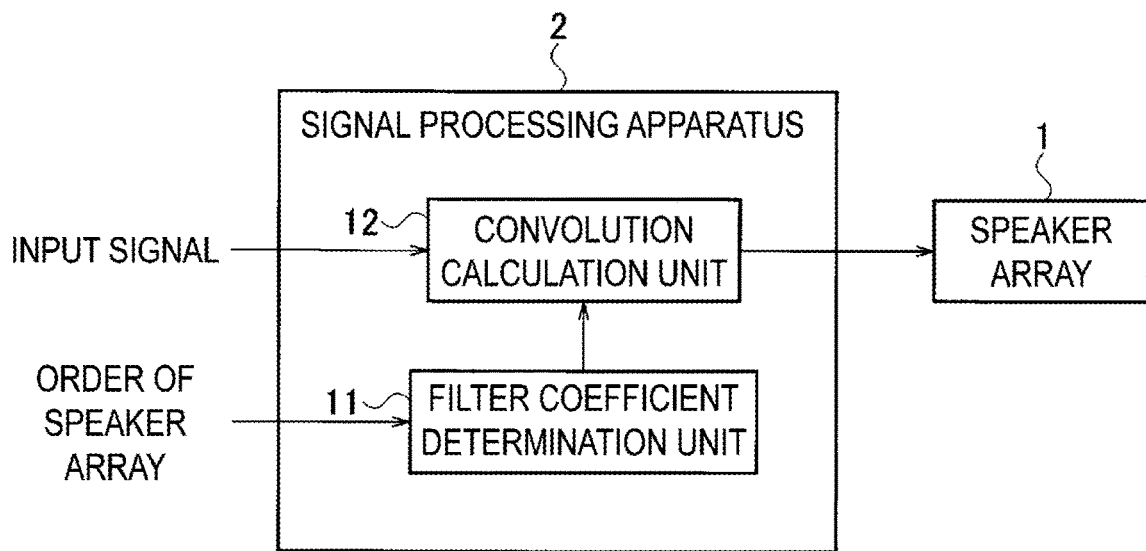 2
SIGNAL PROCESSING APPARATUS
1
12
CONVOLUTION
CALCULATION UNIT
INPUT SIGNAL
SPEAKER
ARRAY
ORDER OF
SPEAKER
ARRAY
11
FILTER COEFFICIENT
DETERMINATION UNIT